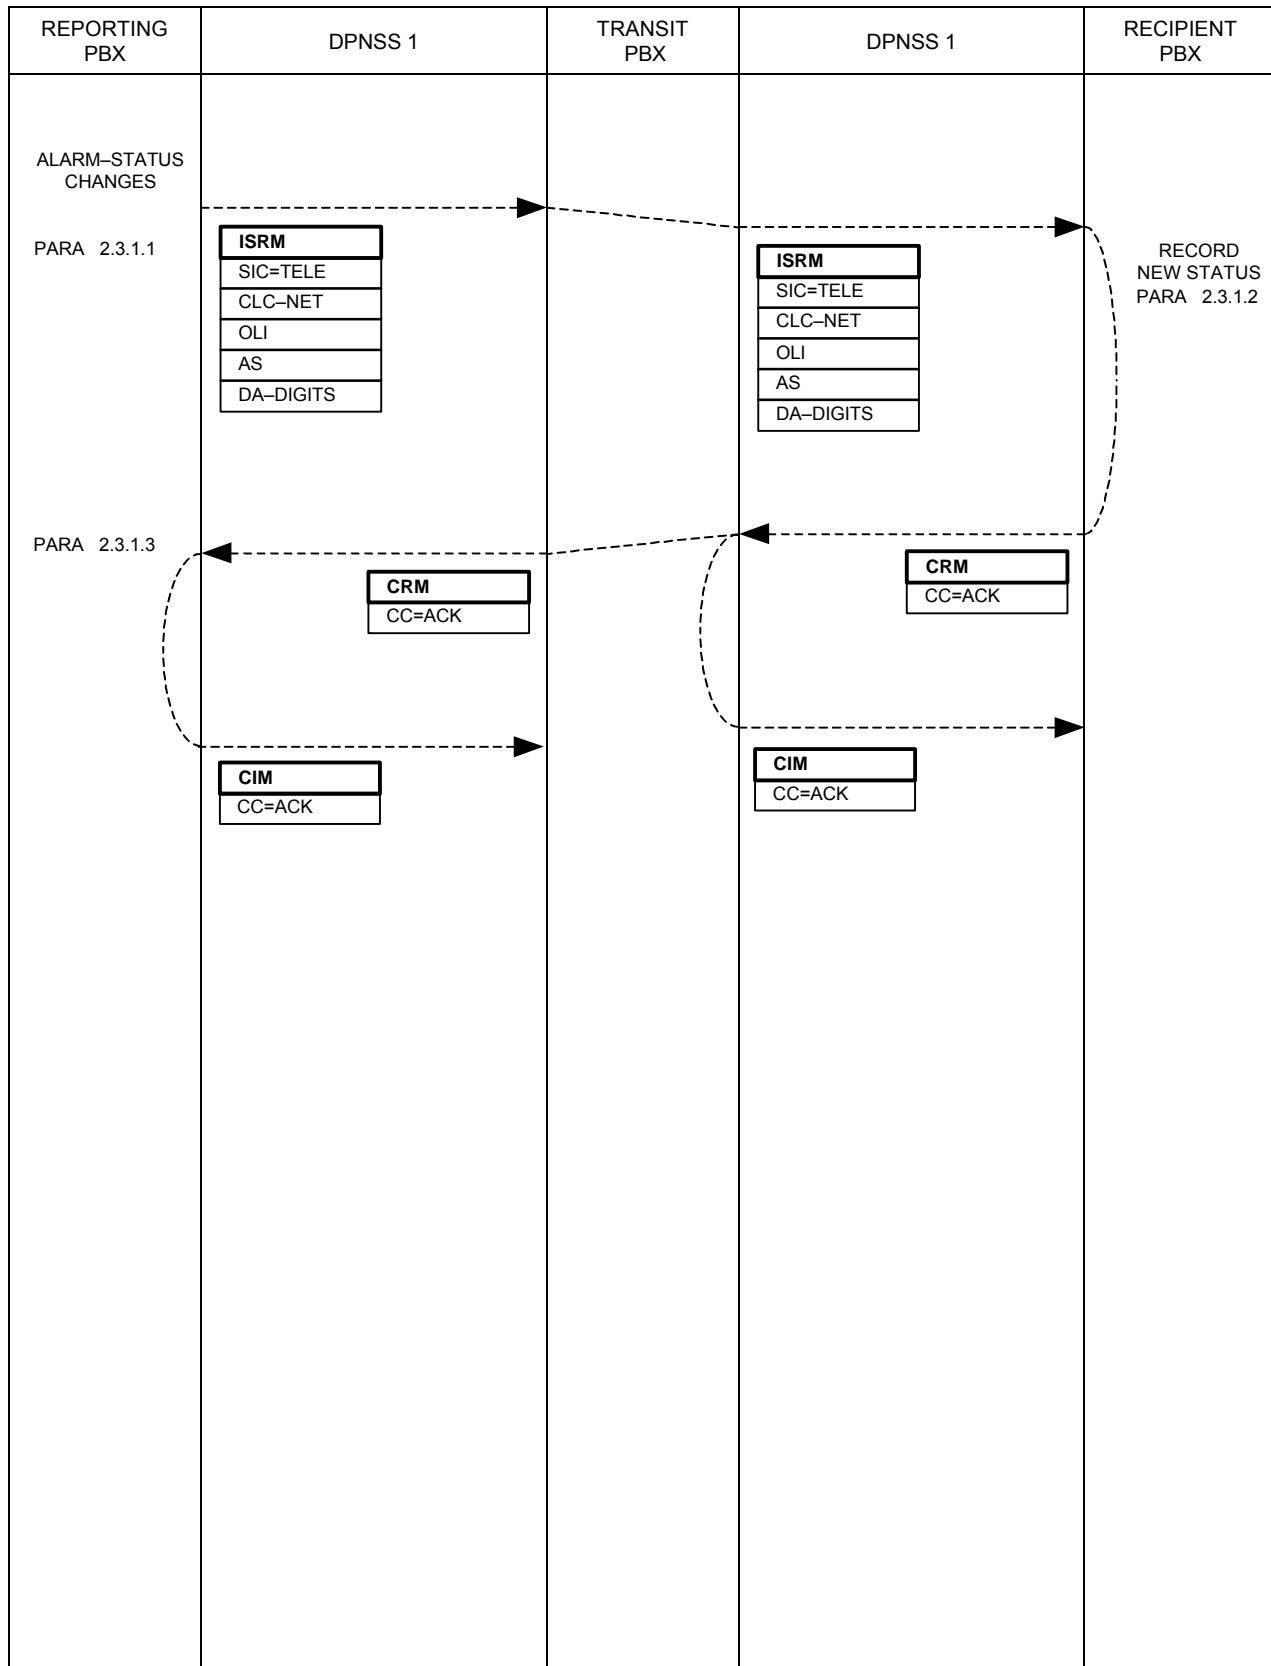 REPORTING
PBX
DPNSS 1
TRANSIT
PBX
DPNSS 1
RECIPIENT
PBX
ALARM–STATUS
CHANGES
PARA 2.3.1.1
ISRM
SIC=TELE
CLC–NET
OLI
AS
DA–DIGITS
ISRM
SIC=TELE
CLC–NET
OLI
AS
DA–DIGITS
RECORD
NEW STATUS
PARA 2.3.1.2
PARA 2.3.1.3
CRM
CC=ACK
CRM
CC=ACK
CIM
CC=ACK
CIM
CC=ACK